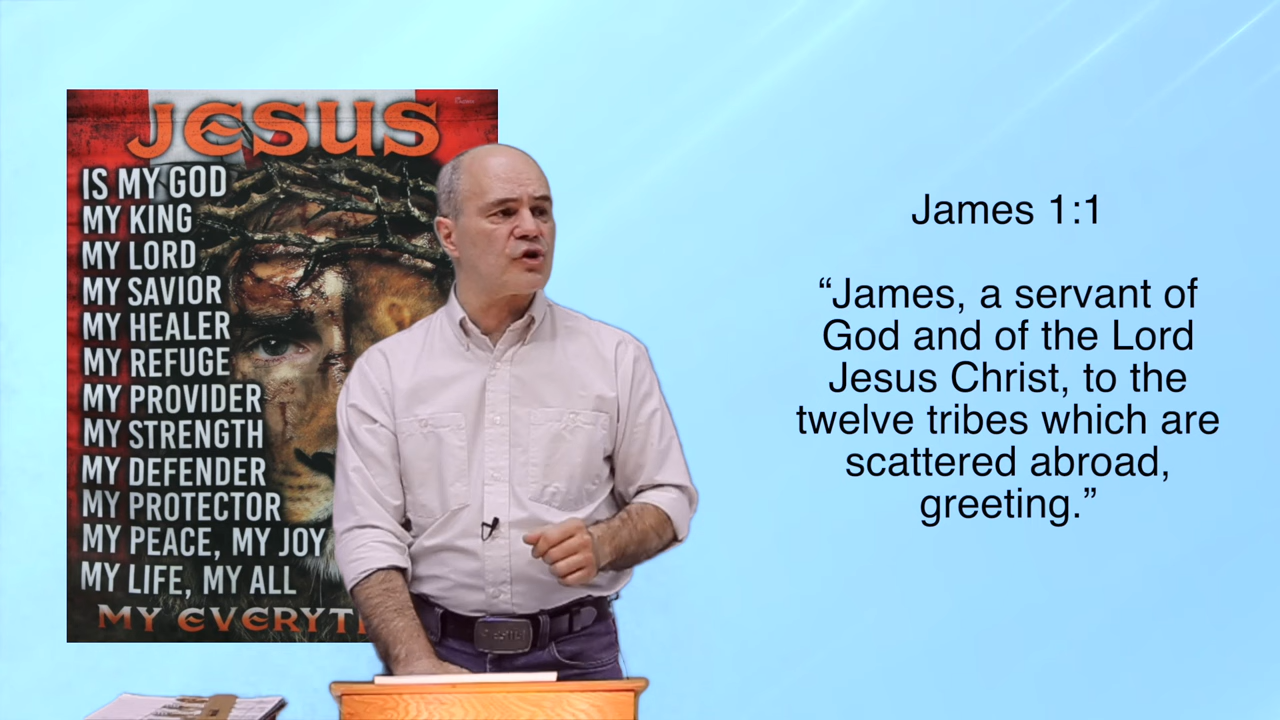 JESUS
IS MY GOD
MY KING
MY LORD
MY SAVIOR
MY HEALER
MY REFUGE
MY PROVIDER
MY STRENGTH
MY DEFENDER
MY PROTECTOR
MY PEACE, MY JOY
MY LIFE, MY ALL
MY EVERYT
James 1:1
“James, a servant of
God and of the Lord
Jesus Christ, to the
twelve tribes which are
scattered abroad,
greeting.”